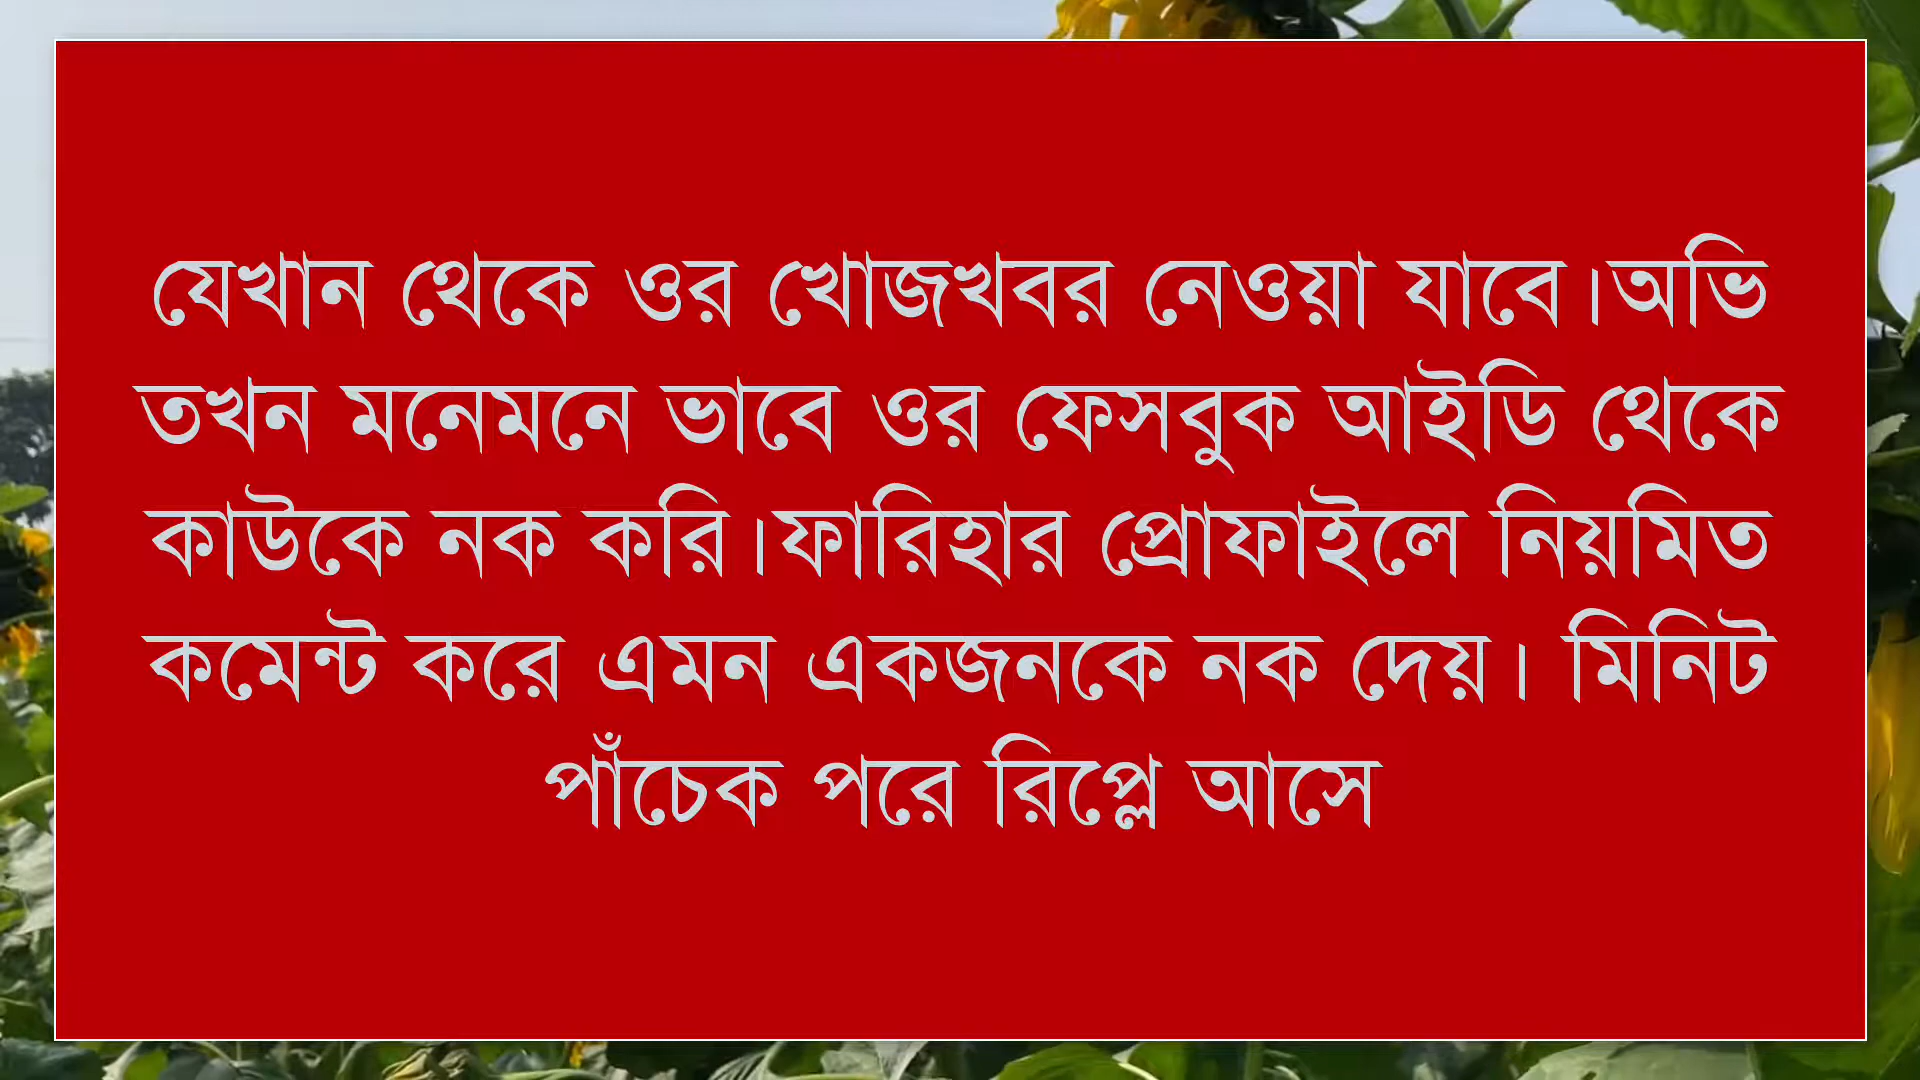 যেখান থেকে ওর খোজখবর নেওয়া যাবে।অভি
তখন মনেমনে ভাবে ওর ফেসবুক আইডি থেকে
কাউকে নক করি।ফারিহার প্রোফাইলে নিয়মিত
কমেন্ট করে এমন একজনকে নক দেয়। মিনিট
পাঁচেক পরে রিপ্লে আসে